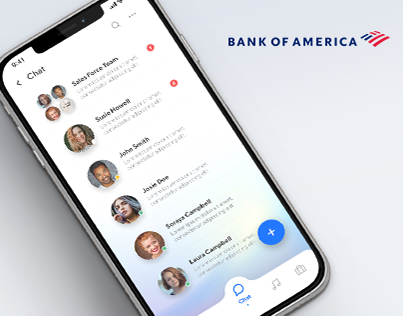 9:41
Chat
Sales Force Team
Lorem ipsum dolor sit amet,
consectetur adipiscing elit
Susie Howell
Lorem ipsum dolor sit amet,
consectetur adipiscing elit
John Smith
Lorem ipsum dolor sit amet,
consectetur adipiscing elit
Josie Doe
Lorem ipsum dolor sit amet,
consectetur adipiscing elit
Soraya Campbell
Lorem ipsum dolor sit amet,
consectetur adipiscing elit
Laura Campbell
Lorem ipsum dolor sit amet,
consectetur adipiscing elit
Chat
BANK OF AMERICA